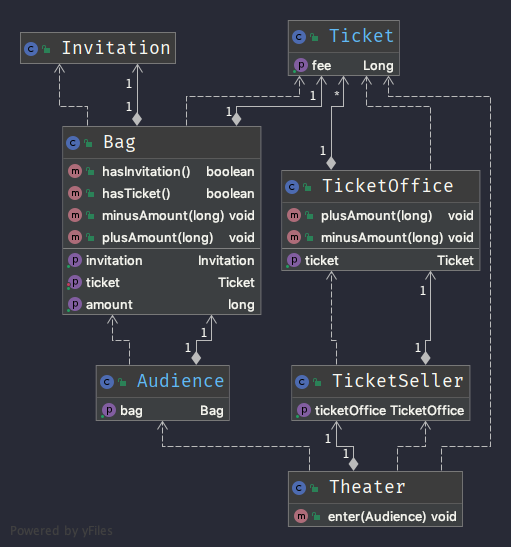 Invitation
Ticket
fee Long
1
1
1
1
*
1
Bag
hasInvitation() boolean
hasTicket() boolean
minusAmount(long) void
plusAmount(long) void
invitation Invitation
ticket Ticket
amount long
TicketOffice
plusAmount(long) void
minusAmount(long) void
ticket Ticket
1
1
1
1
Audience
bag Bag
TicketSeller
ticketOffice TicketOffice
1
1
Theater
enter(Audience) void
Powered by yFiles